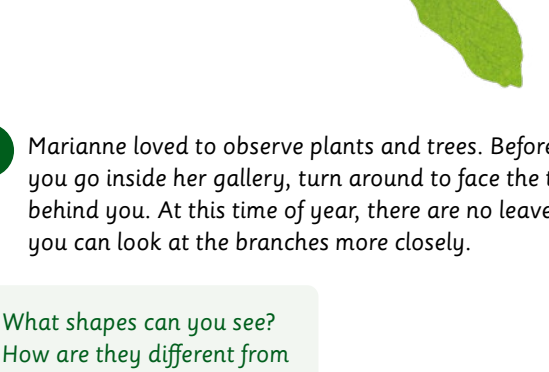 Marianne loved to observe plants and trees. Before
you go inside her gallery, turn around to face the
behind you. At this time of year, there are no leave
you can look at the branches more closely.
What shapes can you see?
How are they different from